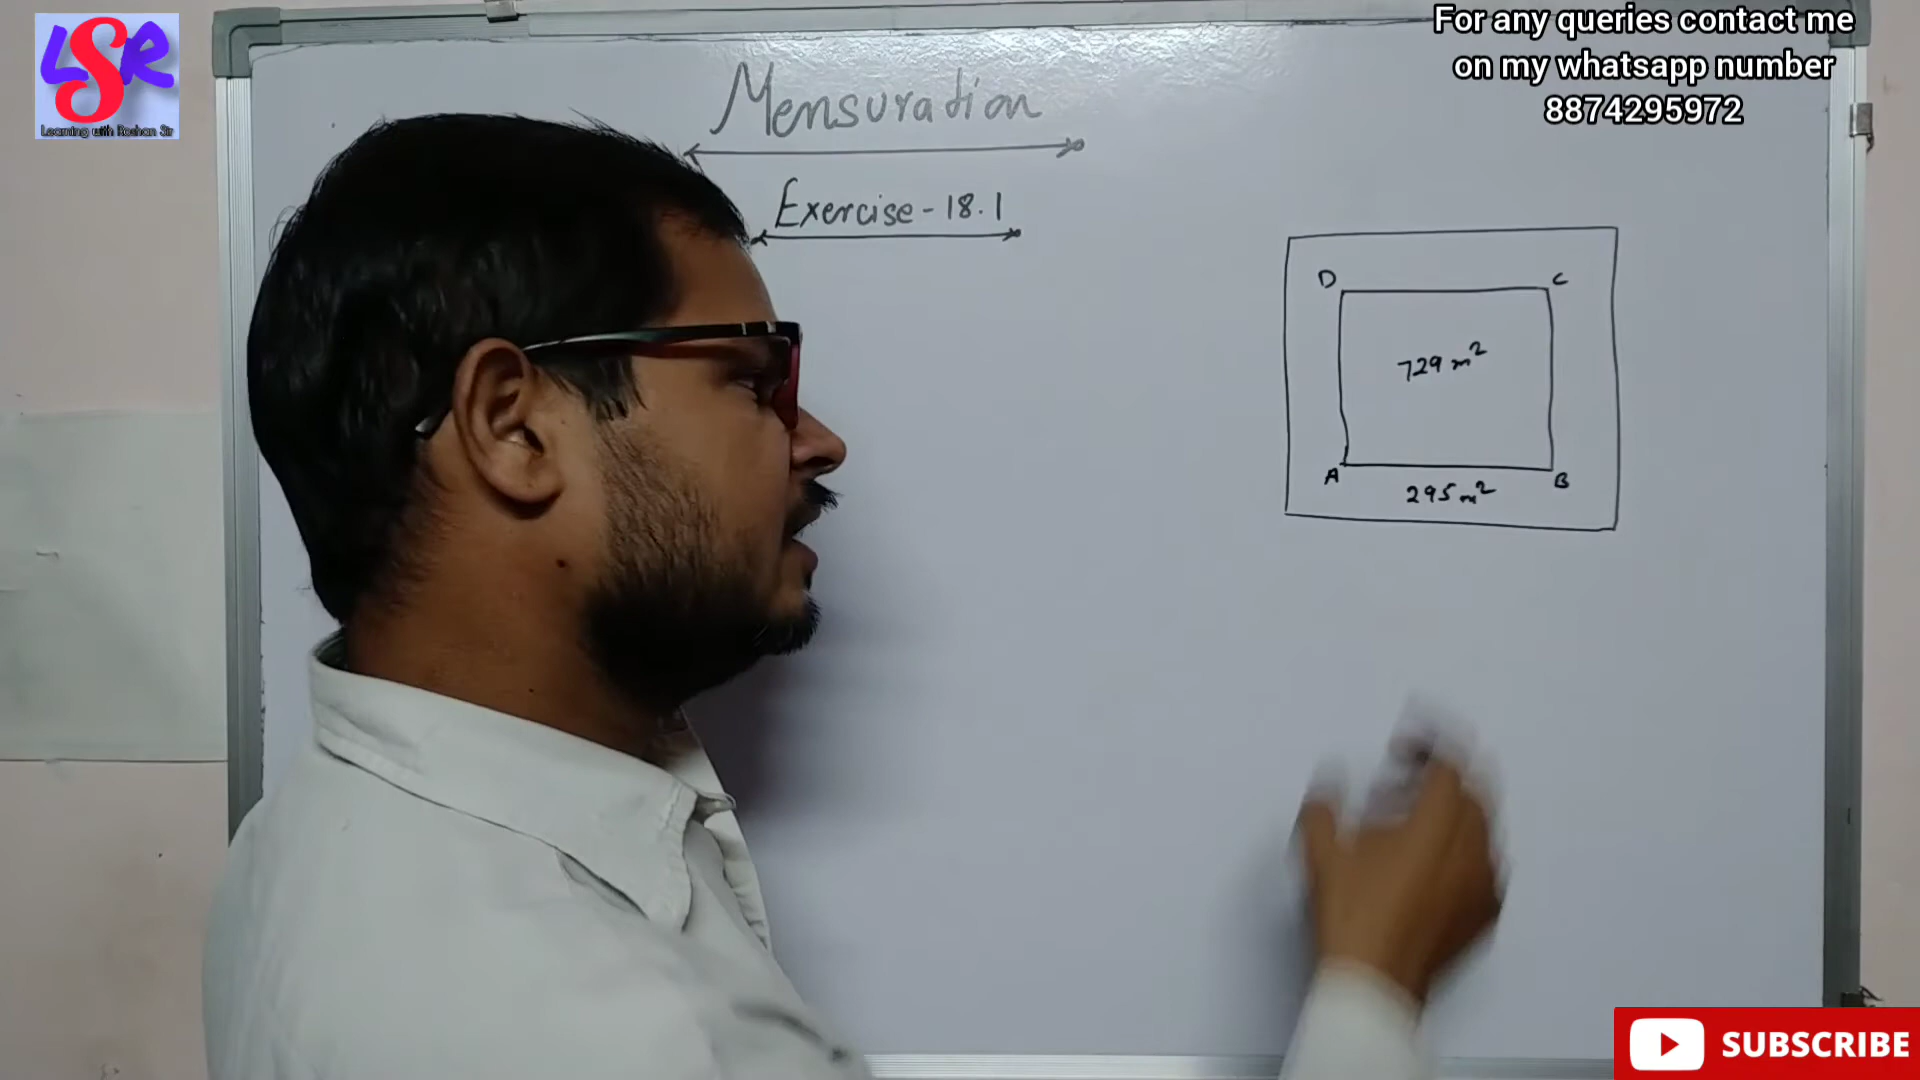 LSR
Learning with Roshan Sir
For any queries contact me
on my whatsapp number
8874295972
Mensuration
Exercise - 18.1
D C
729 m²
A B
295 m²
SUBSCRIBE